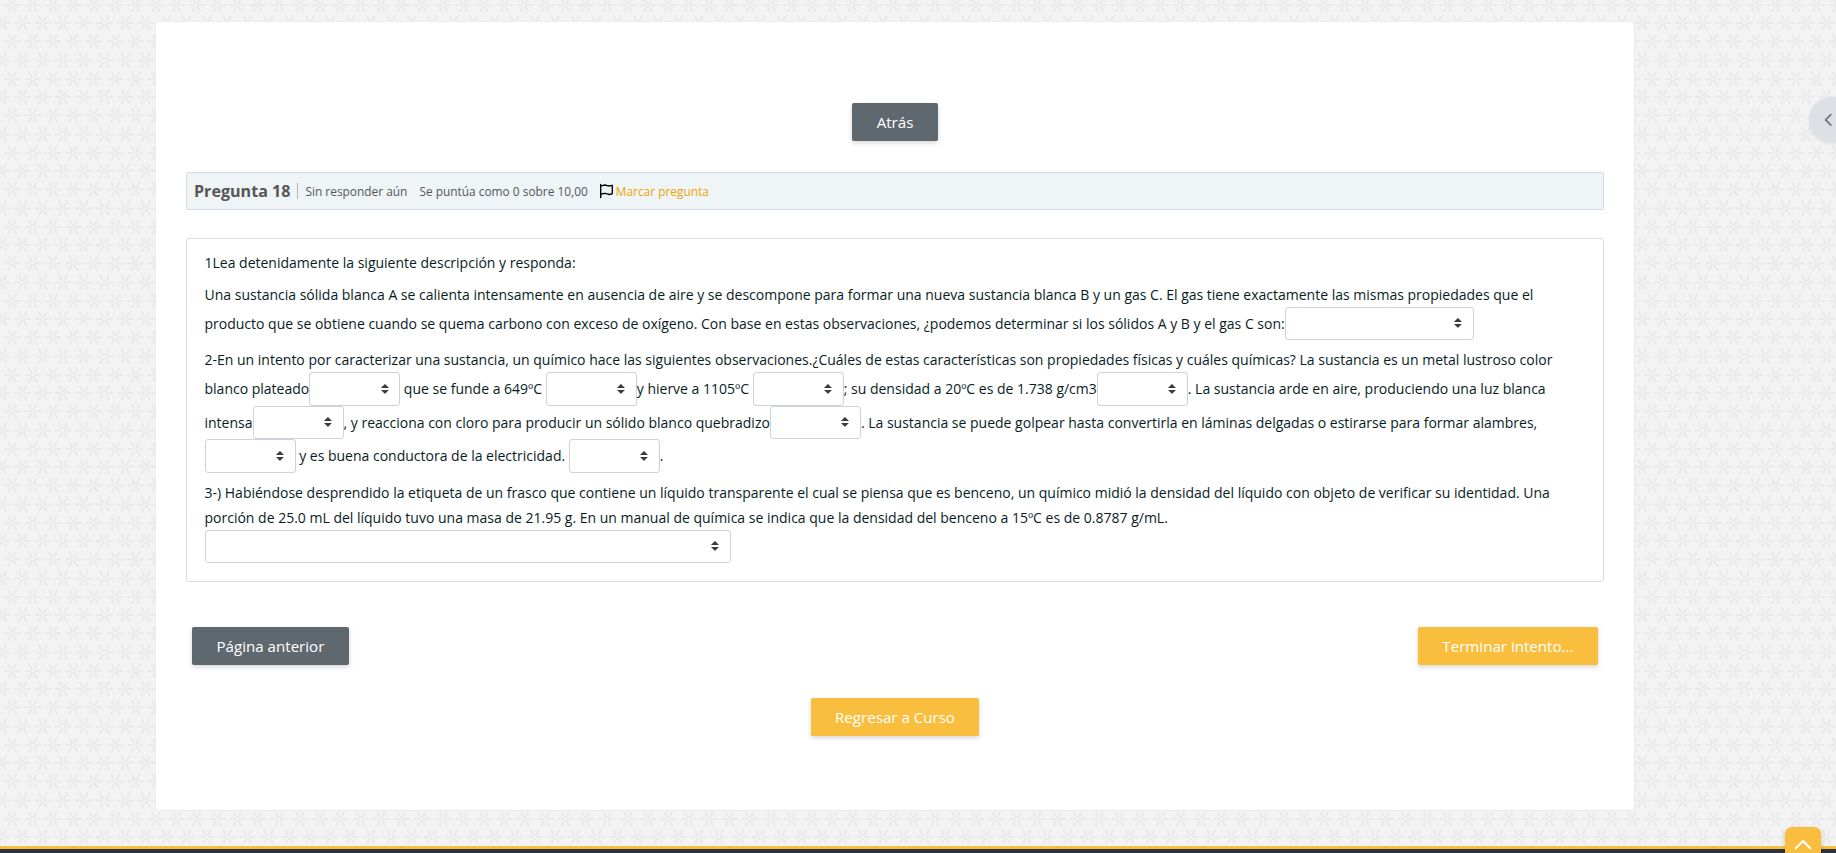 Atrás
Pregunta 18 Sin responder aún Se puntúa como 0 sobre 10,00 Marcar pregunta
1Lea detenidamente la siguiente descripción y responda:
Una sustancia sólida blanca A se calienta intensamente en ausencia de aire y se descompone para formar una nueva sustancia blanca B y un gas C. El gas tiene exactamente las mismas propiedades que el
producto que se obtiene cuando se quema carbono con exceso de oxígeno. Con base en estas observaciones, ¿podemos determinar si los sólidos A y B y el gas C son:
2-En un intento por caracterizar una sustancia, un químico hace las siguientes observaciones.¿Cuáles de estas características son propiedades físicas y cuáles químicas? La sustancia es un metal lustroso color
blanco plateado que se funde a 649ºC y hierve a 1105ºC ; su densidad a 20ºC es de 1.738 g/cm3 . La sustancia arde en aire, produciendo una luz blanca
intensa , y reacciona con cloro para producir un sólido blanco quebradizo . La sustancia se puede golpear hasta convertirla en láminas delgadas o estirarse para formar alambres,
y es buena conductora de la electricidad. .
3-) Habiéndose desprendido la etiqueta de un frasco que contiene un líquido transparente el cual se piensa que es benceno, un químico midió la densidad del líquido con objeto de verificar su identidad. Una
porción de 25.0 mL del líquido tuvo una masa de 21.95 g. En un manual de química se indica que la densidad del benceno a 15ºC es de 0.8787 g/mL.
Página anterior
Terminar intento...
Regresar a Curso